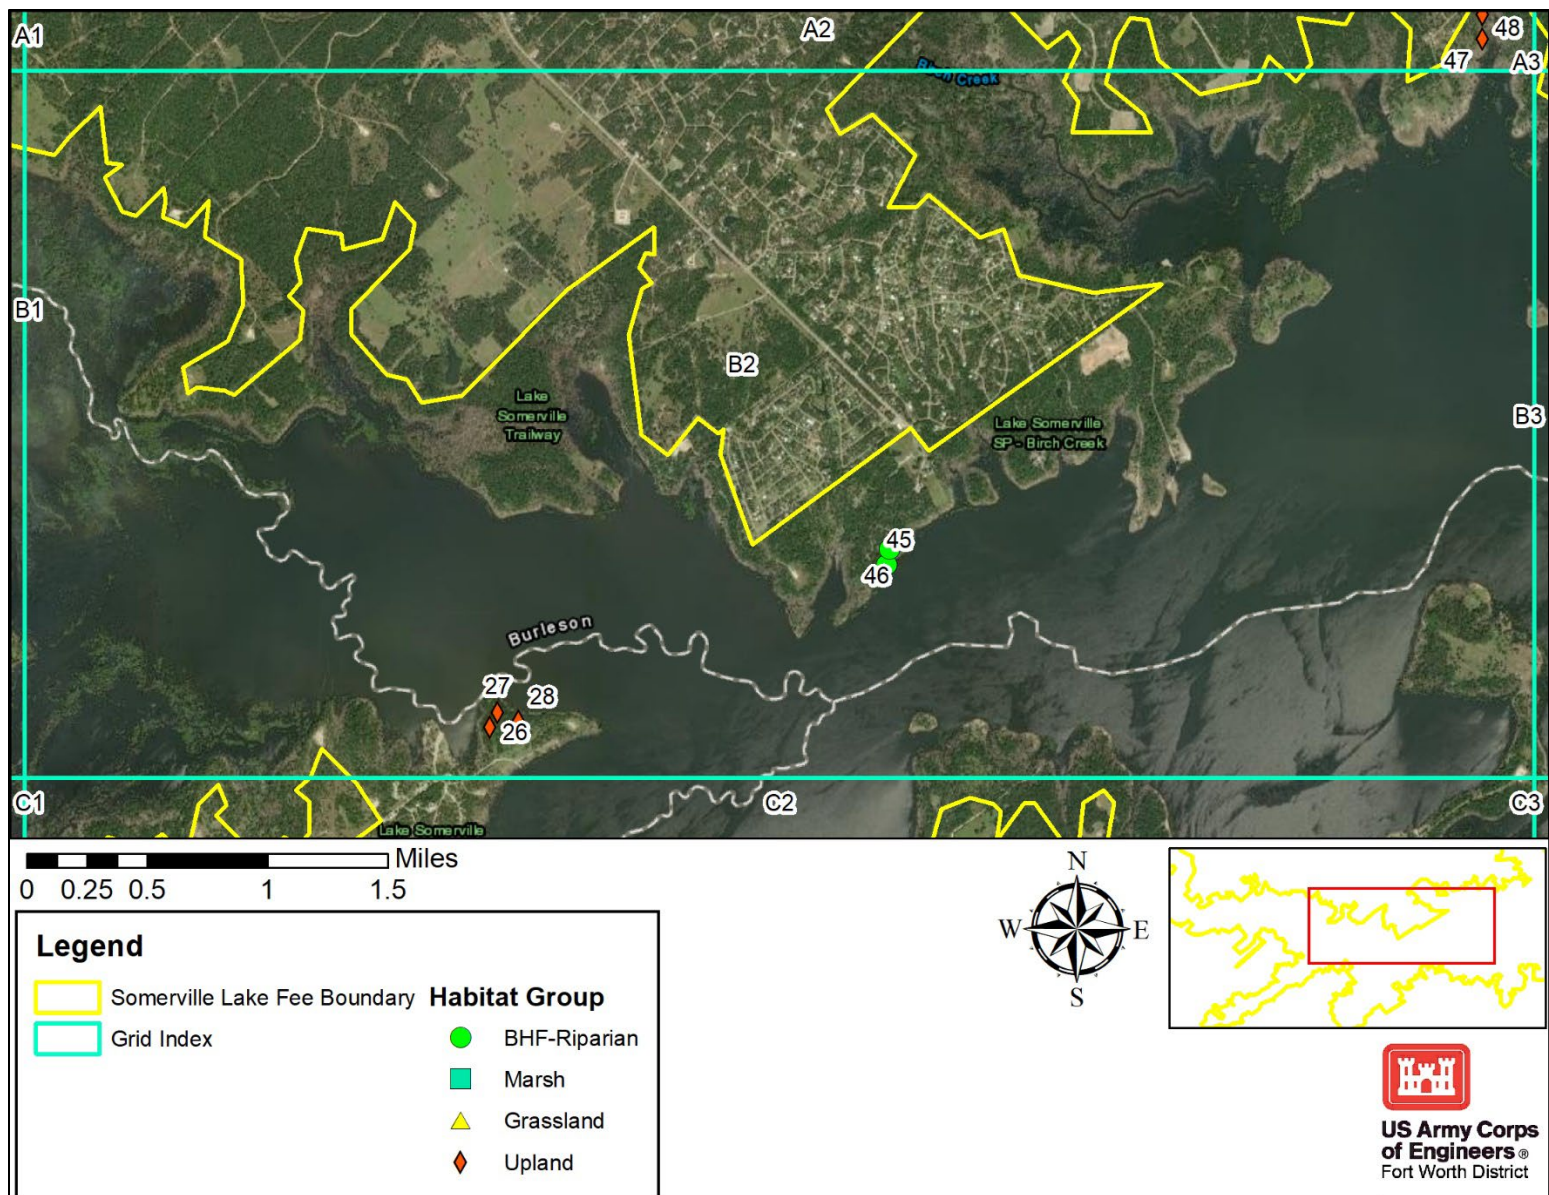 A1
A2
48
47
A3
Birch Creek
B1
B2
Lake
Somerville
Trailway
Lake Somerville
SP - Birch Creek
B3
45
46
Burleson
27
28
26
C1
C2
C3
Lake Somerville
Miles
0 0.25 0.5 1 1.5
N
W E
S
Legend
Somerville Lake Fee Boundary
Grid Index
Habitat Group
BHF-Riparian
Marsh
Grassland
Upland
US Army Corps
of Engineers ®
Fort Worth District